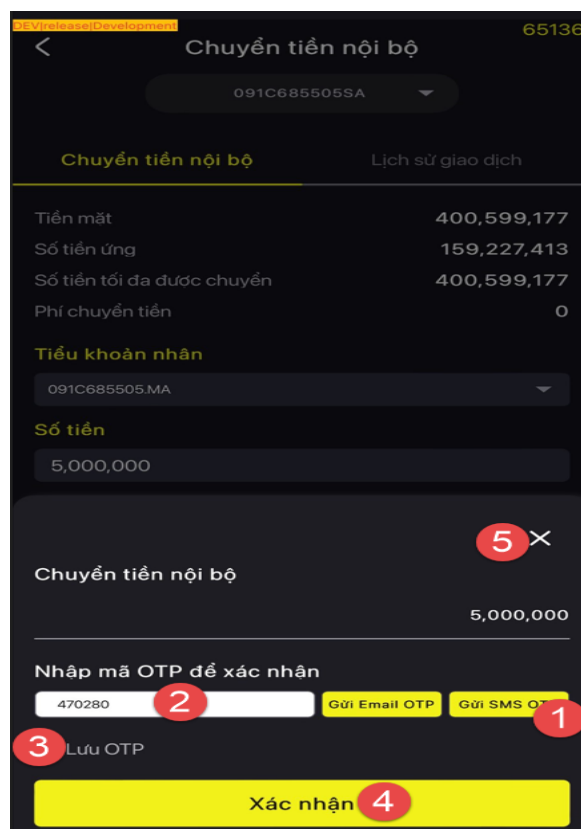 DEV|release|Development
65136
Chuyển tiền nội bộ
091C685505SA
Chuyển tiền nội bộ Lịch sử giao dịch
Tiền mặt 400,599,177
Số tiền ứng 159,227,413
Số tiền tối đa được chuyển 400,599,177
Phí chuyển tiền 0
Tiểu khoản nhận
091C685505.MA
Số tiền
5,000,000
5
Chuyển tiền nội bộ
5,000,000
Nhập mã OTP để xác nhận
470280 2 Gửi Email OTP Gửi SMS 1
3 Lưu OTP
Xác nhận 4